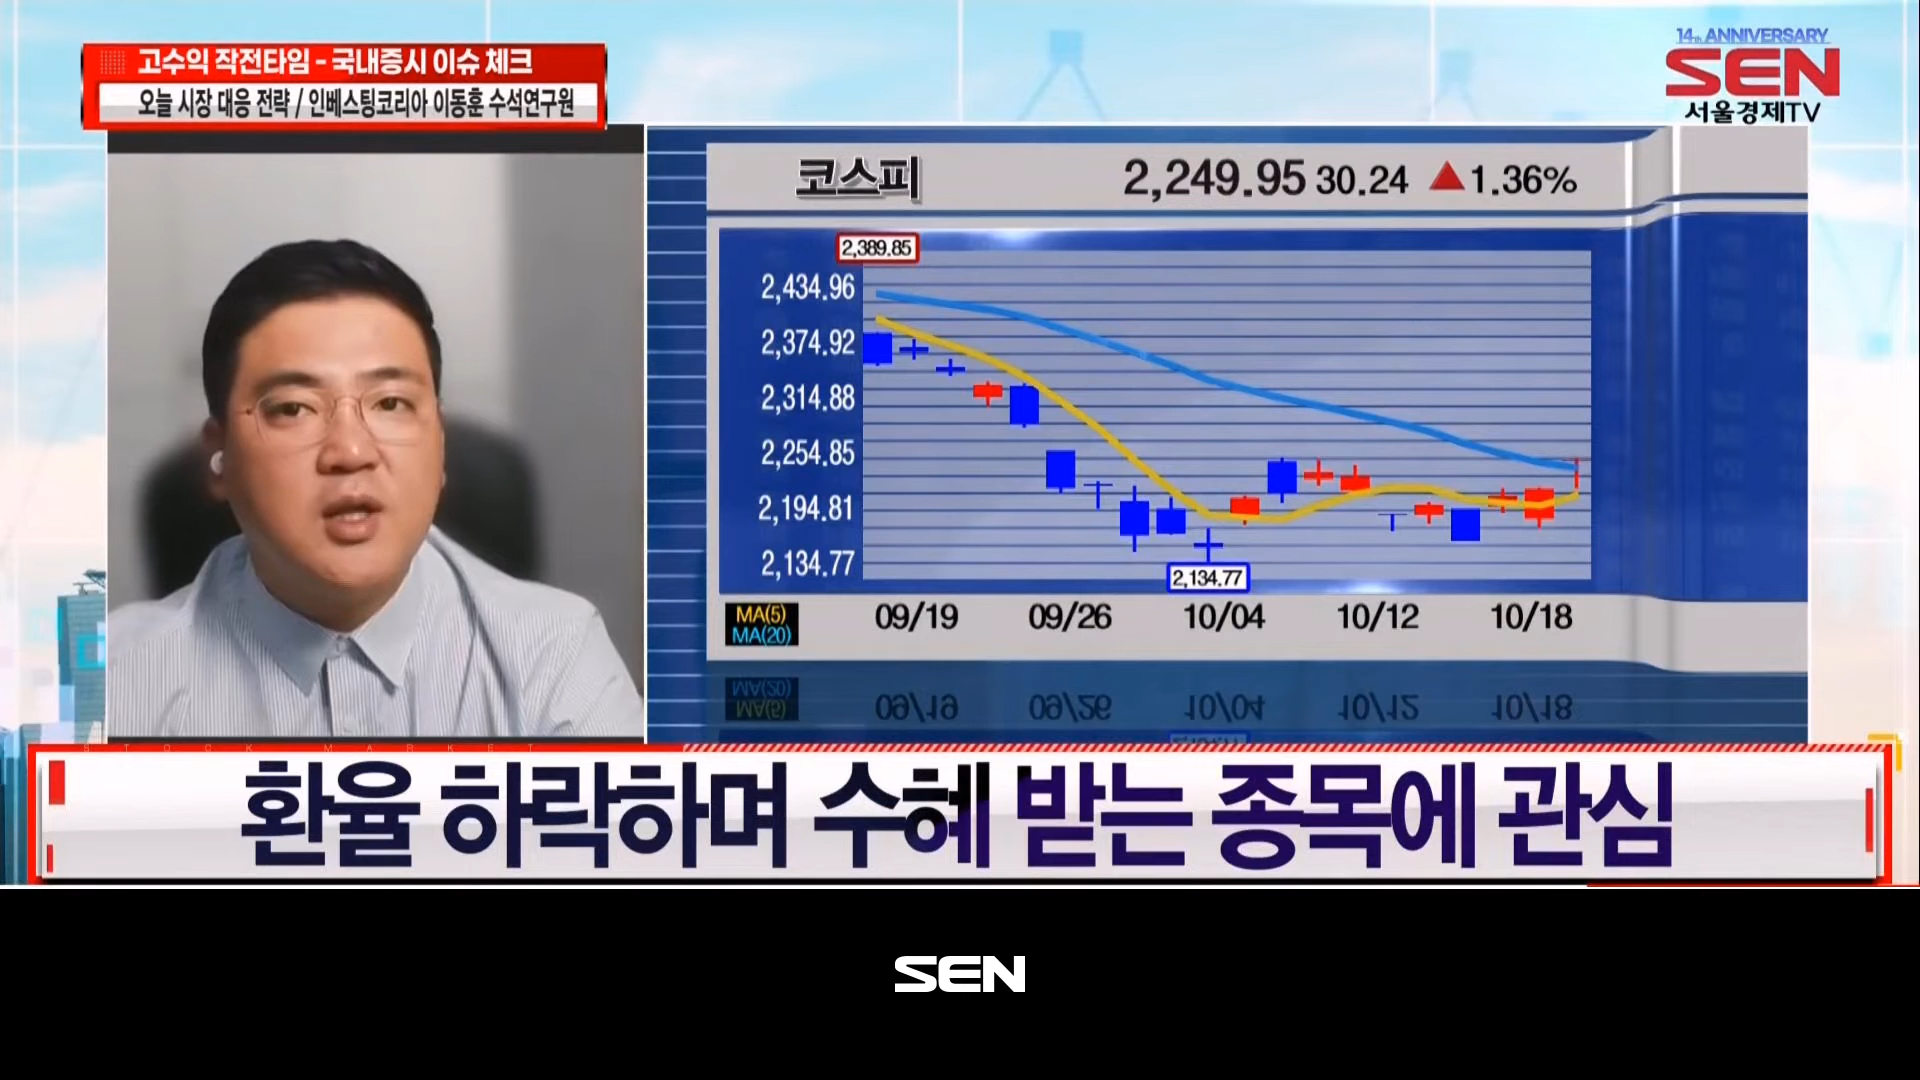 고수익 작전타임 - 국내증시 이슈 체크
오늘 시장 대응 전략 / 인베스팅코리아 이동훈 수석연구원
14th ANNIVERSARY
SEN
서울경제TV
코스피 2,249.95 30.24 ▲1.36%
2,389.85
2,434.96
2,374.92
2,314.88
2,254.85
2,194.81
2,134.77
2,134.77
MA(5)
MA(20)
09/19 09/26 10/04 10/12 10/18
STOCK MARKET
환율 하락하며 수혜 받는 종목에 관심
SEN